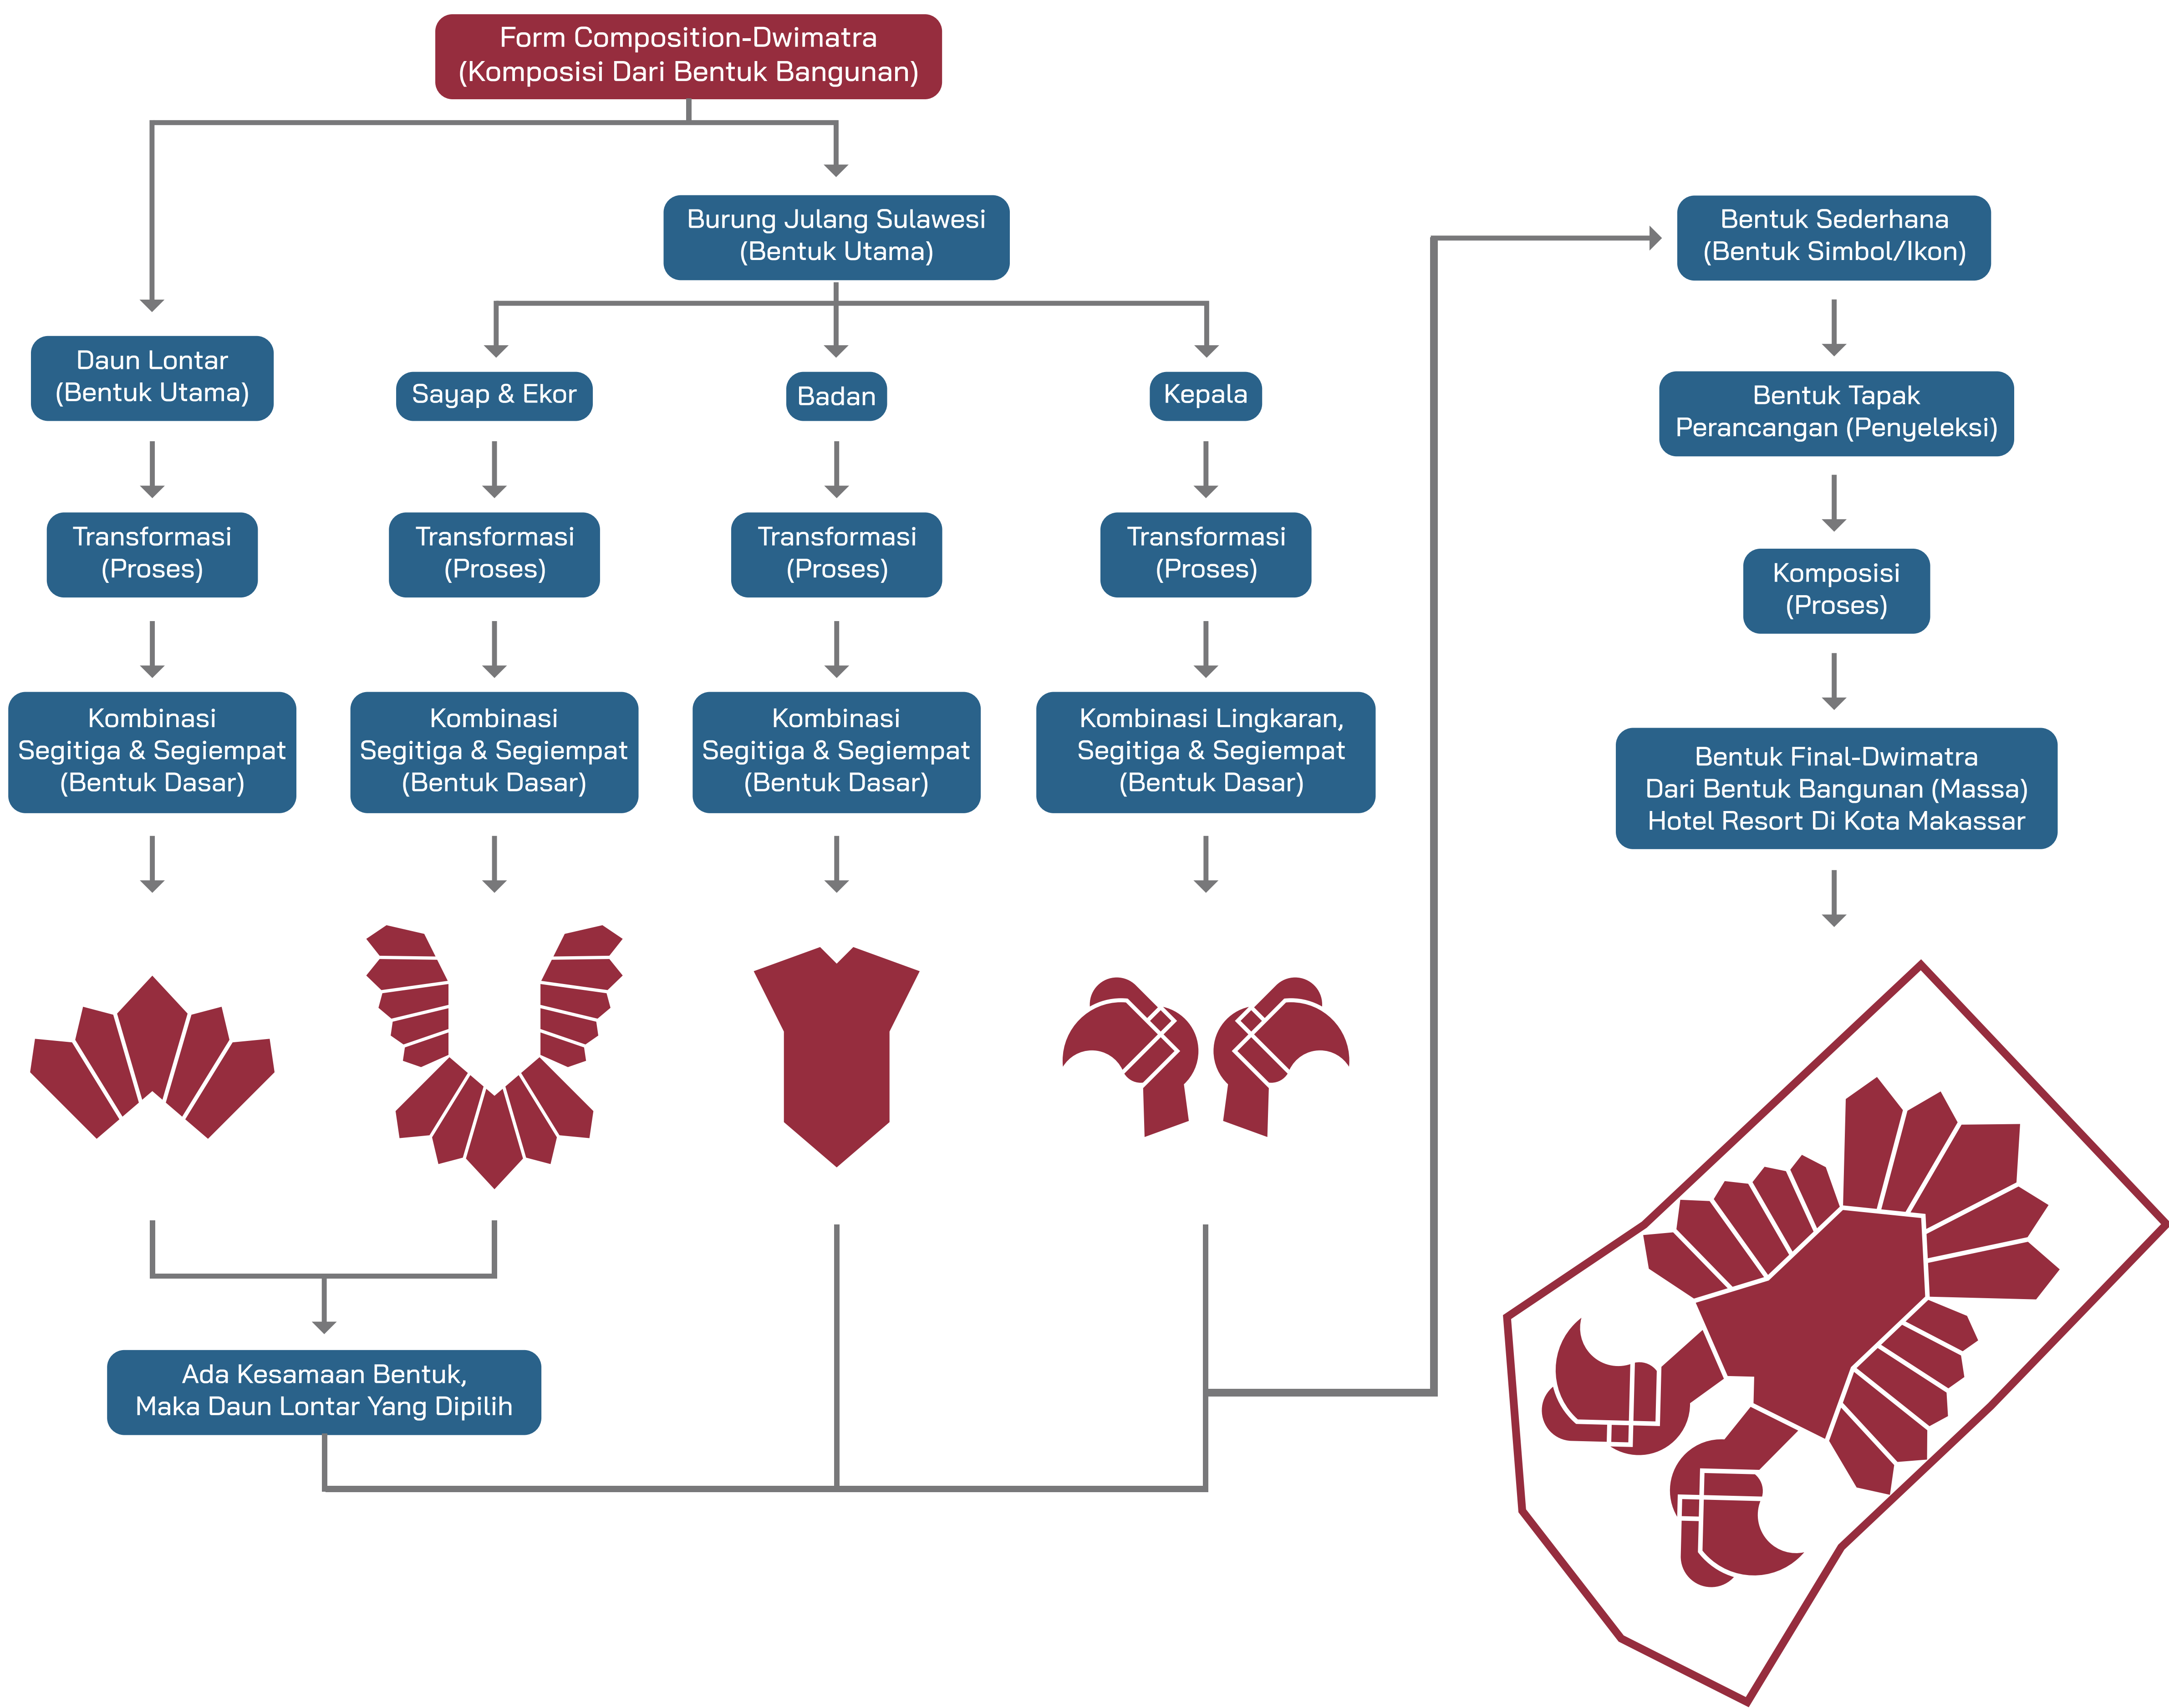 Form Composition-Dwimatra
(Komposisi Dari Bentuk Bangunan)
Burung Julang Sulawesi
(Bentuk Utama)
Daun Lontar
(Bentuk Utama)
Sayap & Ekor
Badan
Kepala
Transformasi
(Proses)
Transformasi
(Proses)
Transformasi
(Proses)
Transformasi
(Proses)
Kombinasi
Segitiga & Segiempat
(Bentuk Dasar)
Kombinasi
Segitiga & Segiempat
(Bentuk Dasar)
Kombinasi
Segitiga & Segiempat
(Bentuk Dasar)
Kombinasi Lingkaran,
Segitiga & Segiempat
(Bentuk Dasar)
Ada Kesamaan Bentuk,
Maka Daun Lontar Yang Dipilih
Bentuk Sederhana
(Bentuk Simbol/Ikon)
Bentuk Tapak
Perancangan (Penyeleksi)
Komposisi
(Proses)
Bentuk Final-Dwimatra
Dari Bentuk Bangunan (Massa)
Hotel Resort Di Kota Makassar